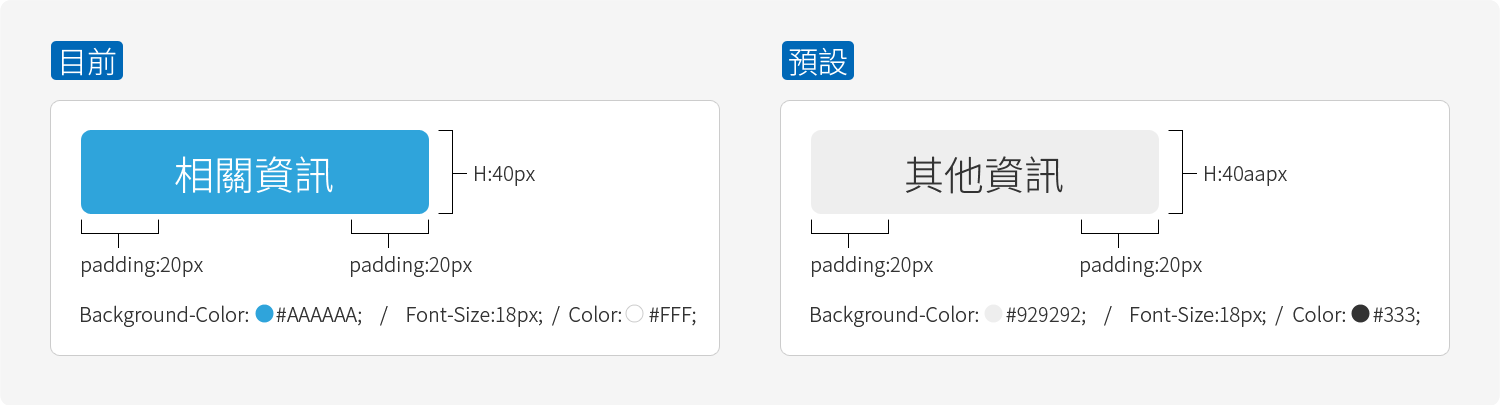 目前
相關資訊
H:40px
padding:20px padding:20px
Background-Color: #AAAAAA; / Font-Size:18px; / Color: #FFF;
預設
其他資訊
H:40aapx
padding:20px padding:20px
Background-Color: #929292; / Font-Size:18px; / Color: #333;